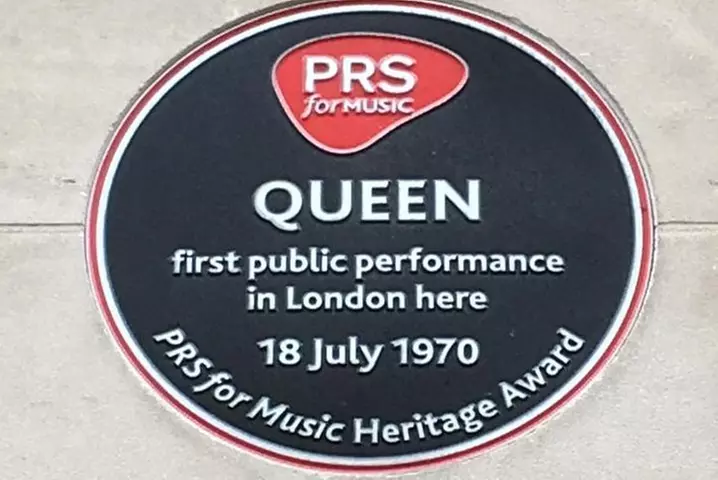 PRS
for MUSIC
QUEEN
first public performance
in London here
18 July 1970
PRS for Music Heritage Award